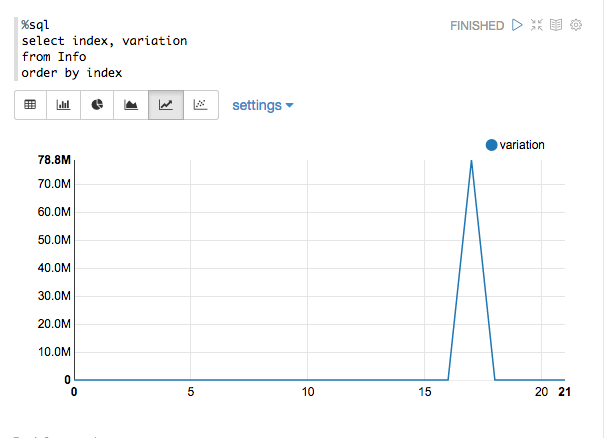 %sql
FINISHED
select index, variation
from Info
order by index
settings
variation
78.8M
70.0M
60.0M
50.0M
40.0M
30.0M
20.0M
10.0M
0
0 5 10 15 20 21